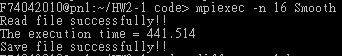 F74042010@pn1:~/HW2-1 code> mpiexec -n 16 Smooth
Read file successfully!!
The execution time = 441.514
Save file successfully!!